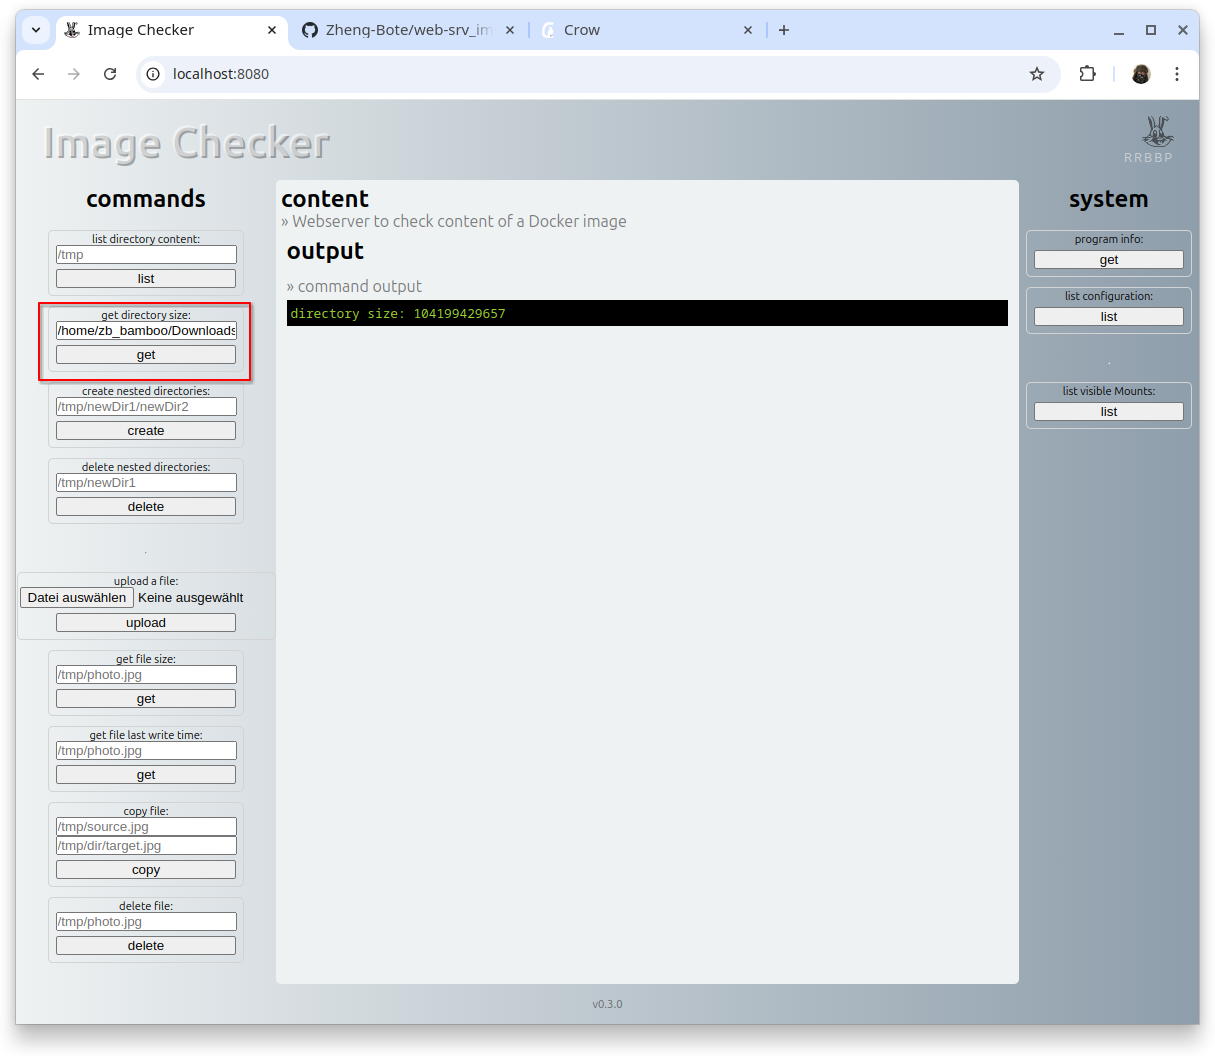 Image Checker
Zheng-Bote/web-srv_im
Crow
localhost:8080
Image Checker
RRBBP
commands
list directory content:
/tmp
list
get directory size:
/home/zb_bamboo/Downloads
get
create nested directories:
/tmp/newDir1/newDir2
create
delete nested directories:
/tmp/newDir1
delete
.
upload a file:
Datei auswählen Keine ausgewählt
upload
get file size:
/tmp/photo.jpg
get
get file last write time:
/tmp/photo.jpg
get
copy file:
/tmp/source.jpg
/tmp/dir/target.jpg
copy
delete file:
/tmp/photo.jpg
delete
content
» Webserver to check content of a Docker image
output
» command output
directory size: 104199429657
system
program info:
get
list configuration:
list
.
list visible Mounts:
list
v0.3.0